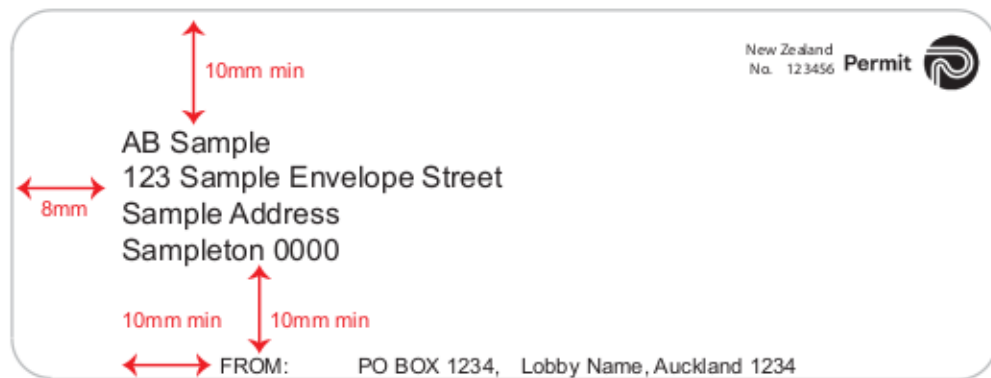 New Zealand
No. 123456 Permit
10mm min
AB Sample
123 Sample Envelope Street
8mm
Sample Address
Sampleton 0000
10mm min 10mm min
FROM: PO BOX 1234, Lobby Name, Auckland 1234